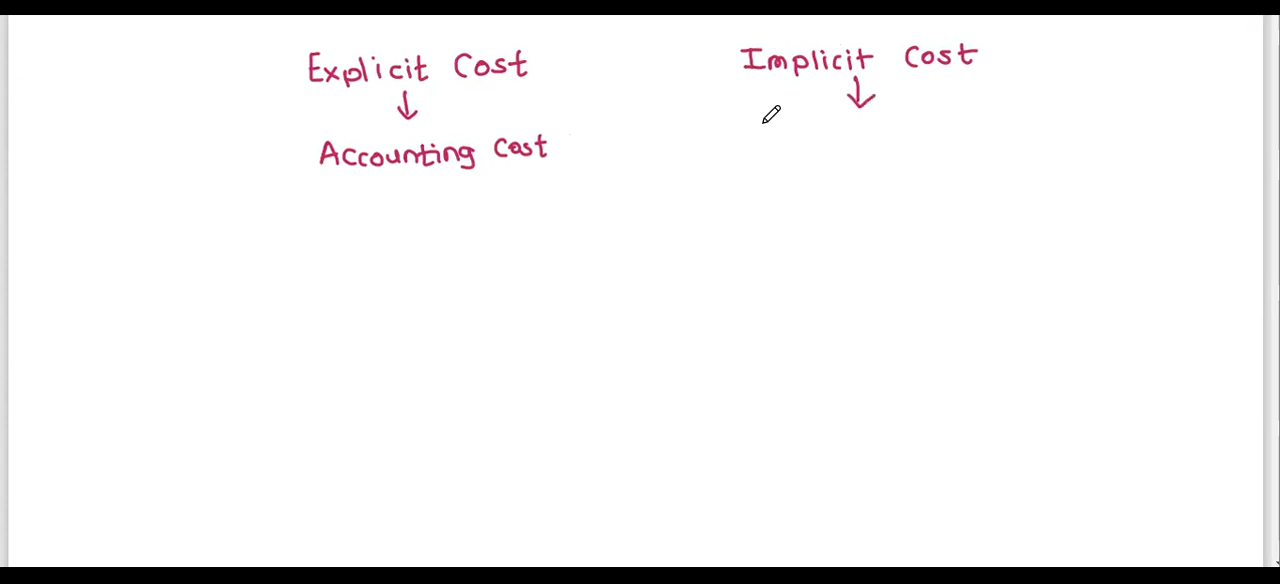 Explicit Cost
Implicit Cost
↓
↓
Accounting Cost